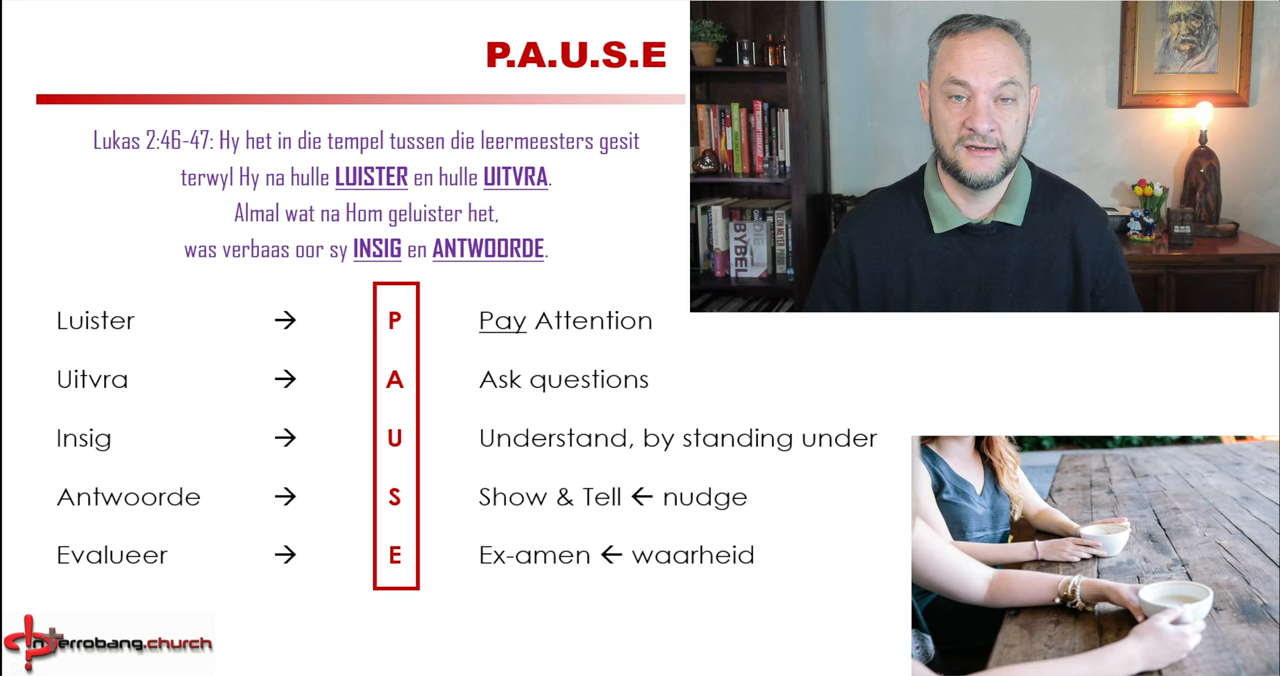 P.A.U.S.E
Lukas 2:46-47: Hy het in die tempel tussen die leermeesters gesit
terwyl Hy na hulle LUISTER en hulle UITVRA.
Almal wat na Hom geluister het,
was verbaas oor sy INSIG en ANTWOORDE.
Luister → P Pay Attention
Uitvra → A Ask questions
Insig → U Understand, by standing under
Antwoorde → S Show & Tell ← nudge
Evalueer → E Ex-amen ← waarheid
DIE BYBEL
interrobang.church